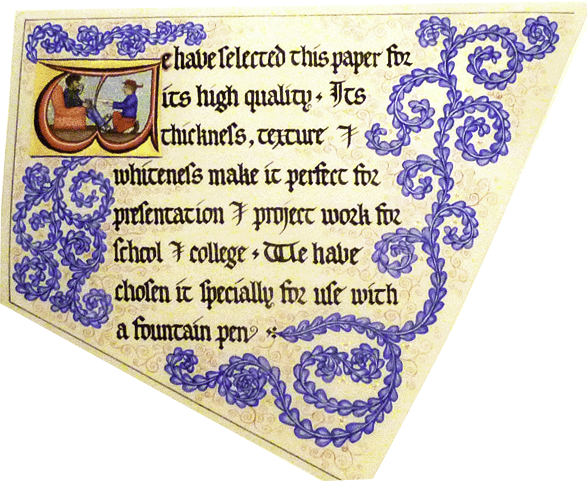 We have selected this paper for
its high quality · Its
thickness, texture &
whiteness make it perfect for
presentation & project work for
school & college · We have
chosen it specially for use with
a fountain pen